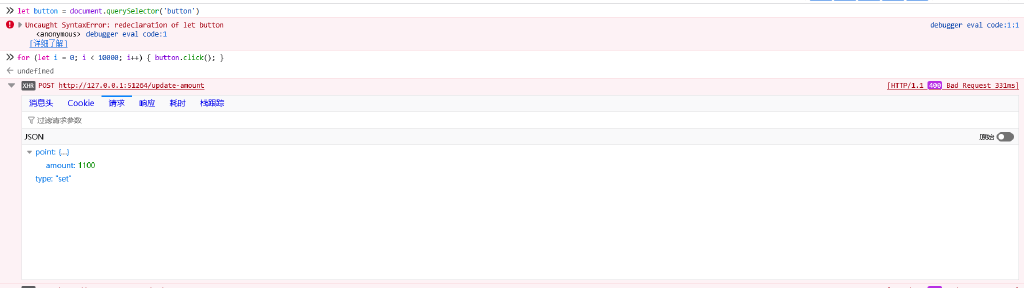 let button = document.querySelector('button')
Uncaught SyntaxError: redeclaration of let button debugger eval code:1:1
<anonymous> debugger eval code:1
[详细了解]
for (let i = 0; i < 10000; i++) { button.click(); }
undefined
XHR POST http://127.0.0.1:51264/update-amount [HTTP/1.1 400 Bad Request 331ms]
消息头 Cookie 请求 响应 耗时 栈跟踪
过滤请求参数
JSON 原始
point: {…}
amount: 1100
type: "set"